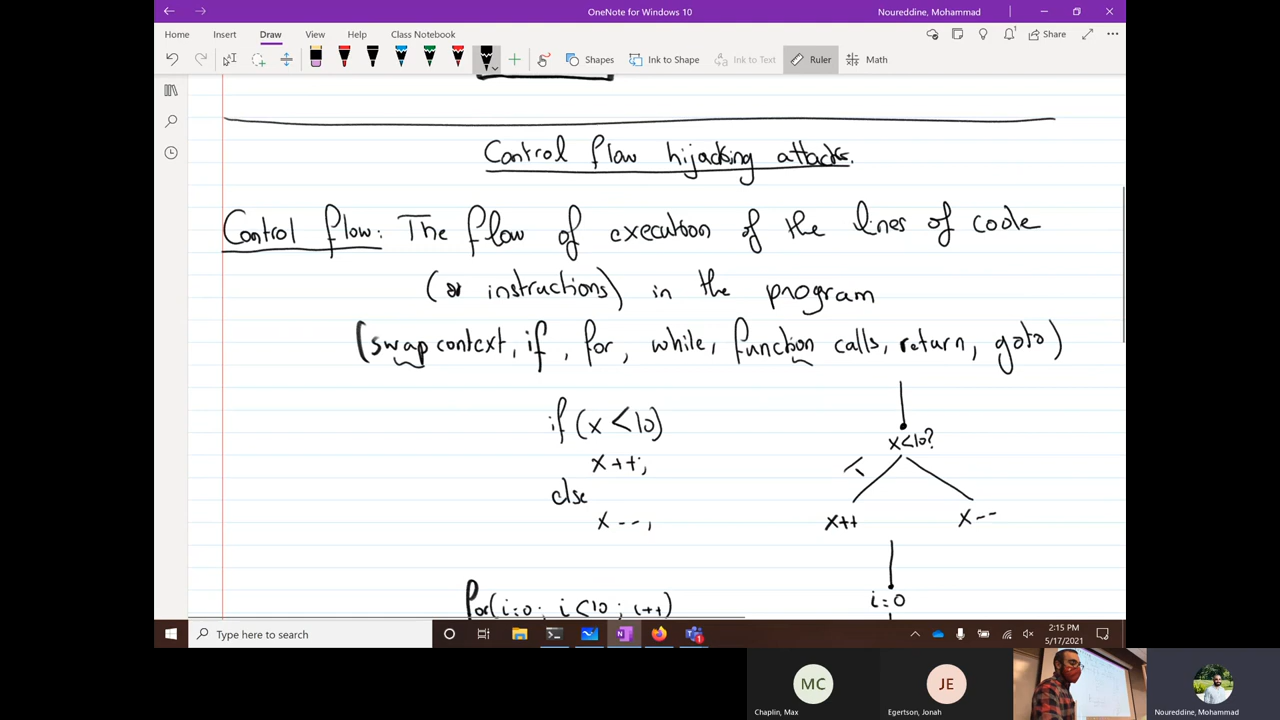 OneNote for Windows 10
Noureddine, Mohammad
Home Insert Draw View Help Class Notebook
Share
Shapes Ink to Shape Ink to Text Ruler Math
Control flow hijacking attacks.
Control flow: The flow of execution of the lines of code
(or instructions) in the program
(swap context, if, for, while, function calls, return, goto)
if (x < 10)
x++;
else
x--;
x<10?
T
x++ x--
for(i=0; i<10; i++)
i=0
Type here to search
2:15 PM
5/17/2021
MC
JE
Chaplin, Max
Egertson, Jonah
Noureddine, Mohammad